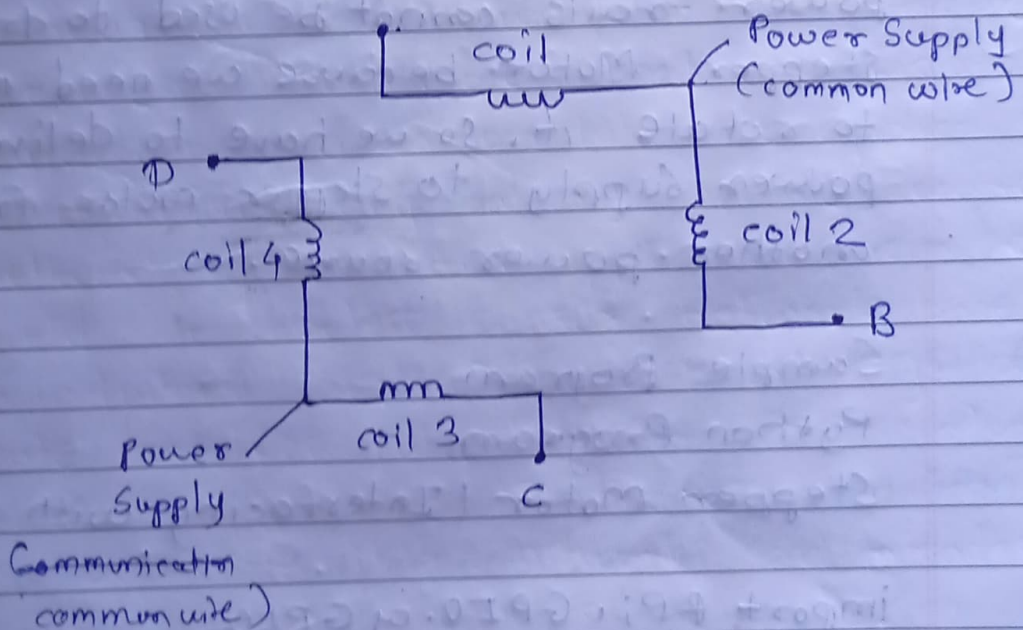 coil
Power Supply
(common wire)
D
coil 4
coil 2
B
coil 3
Power
Supply
C
Communication
common wire)